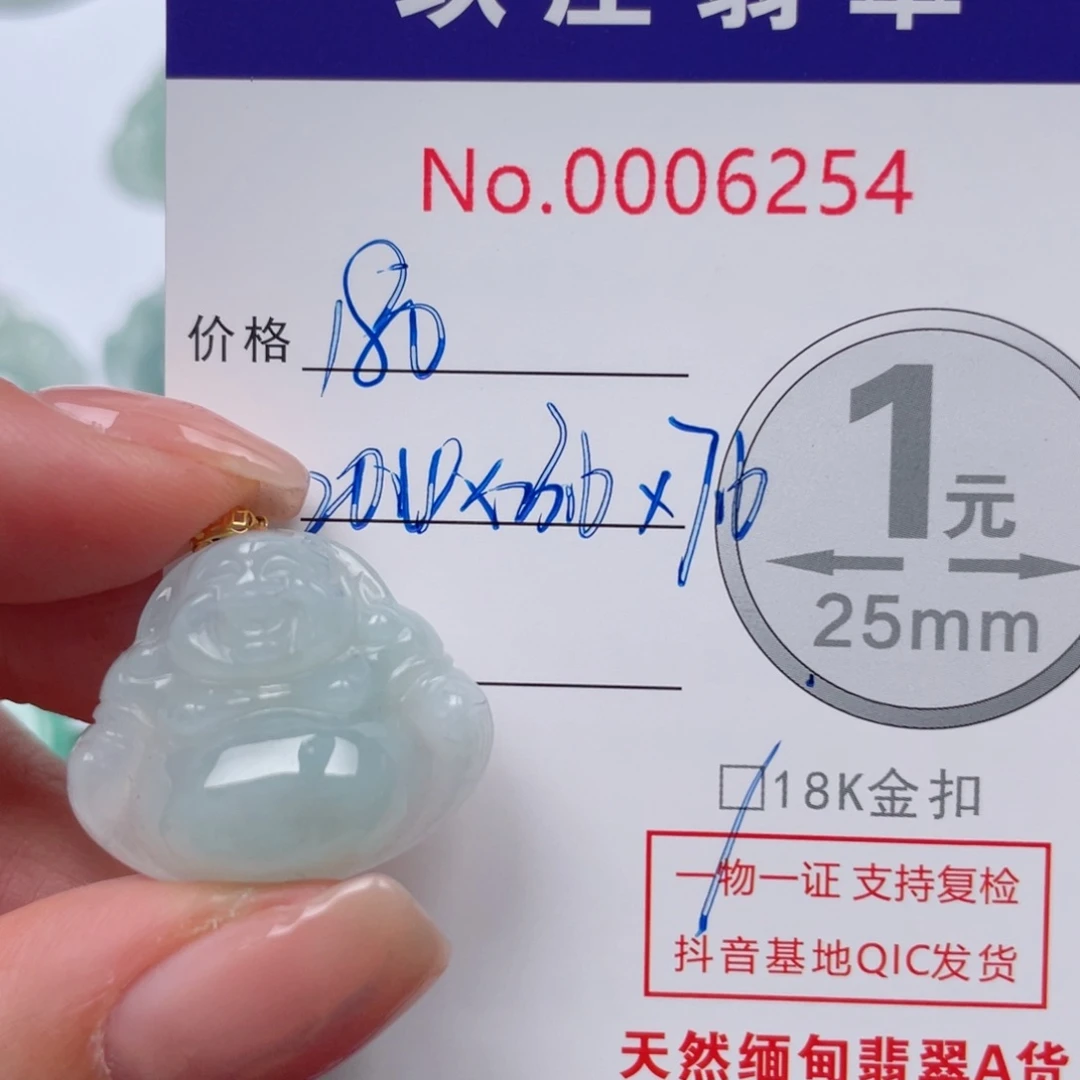 翡翠
No.0006254
价格 180
1元
25mm
18K金扣
一物一证 支持复检
抖音基地QIC发货
天然缅甸翡翠A货